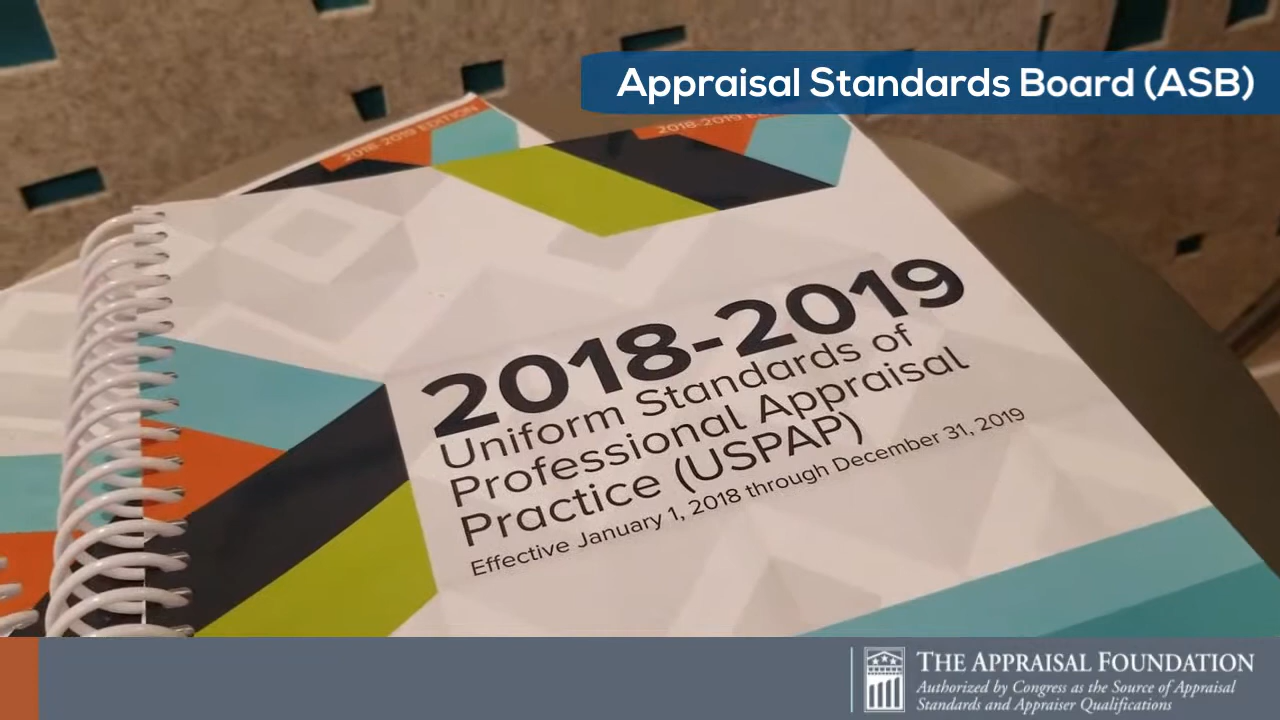 Appraisal Standards Board (ASB)
2018-2019 EDITION
2018-2019
2018-2019
Uniform Standards of
Professional Appraisal
Practice (USPAP)
Effective January 1, 2018 through December 31, 2019
THE APPRAISAL FOUNDATION
Authorized by Congress as the Source of Appraisal
Standards and Appraiser Qualifications